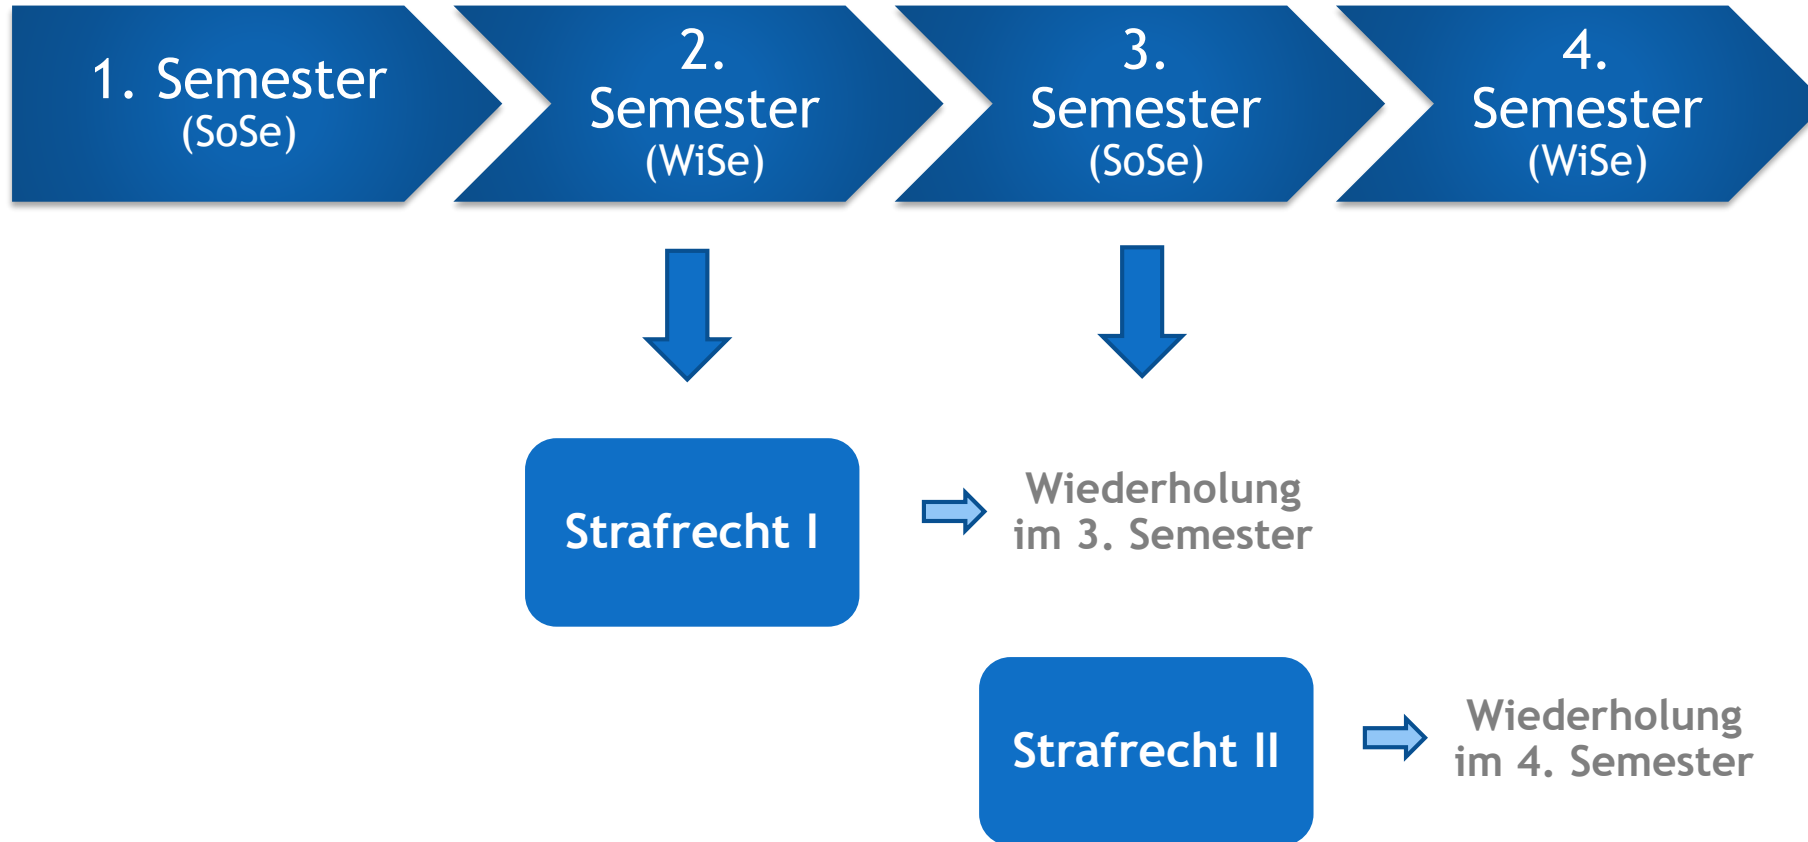 1. Semester
(SoSe)
2.
Semester
(WiSe)
3.
Semester
(SoSe)
4.
Semester
(WiSe)
Strafrecht I
Wiederholung
im 3. Semester
Strafrecht II
Wiederholung
im 4. Semester